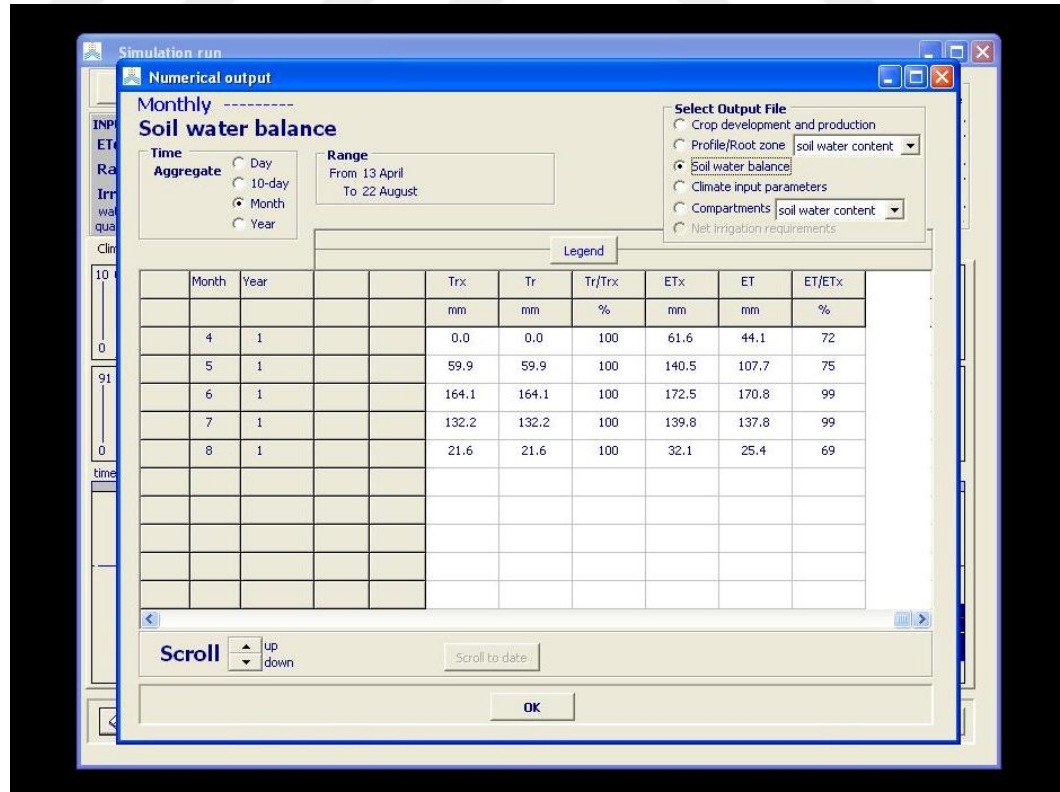 Simulation run
Numerical output
Monthly ---------
Soil water balance
Time
Aggregate
Day
10-day
Month
Year
Range
From 13 April
To 22 August
Select Output File
Crop development and production
Profile/Root zone soil water content
Soil water balance
Climate input parameters
Compartments soil water content
Net irrigation requirements
Legend
Month Year Trx Tr Tr/Trx ETx ET ET/ETx
mm mm % mm mm %
4 1 0.0 0.0 100 61.6 44.1 72
5 1 59.9 59.9 100 140.5 107.7 75
6 1 164.1 164.1 100 172.5 170.8 99
7 1 132.2 132.2 100 139.8 137.8 99
8 1 21.6 21.6 100 32.1 25.4 69
Scroll up
down
Scroll to date
OK
10
0
91
0
time